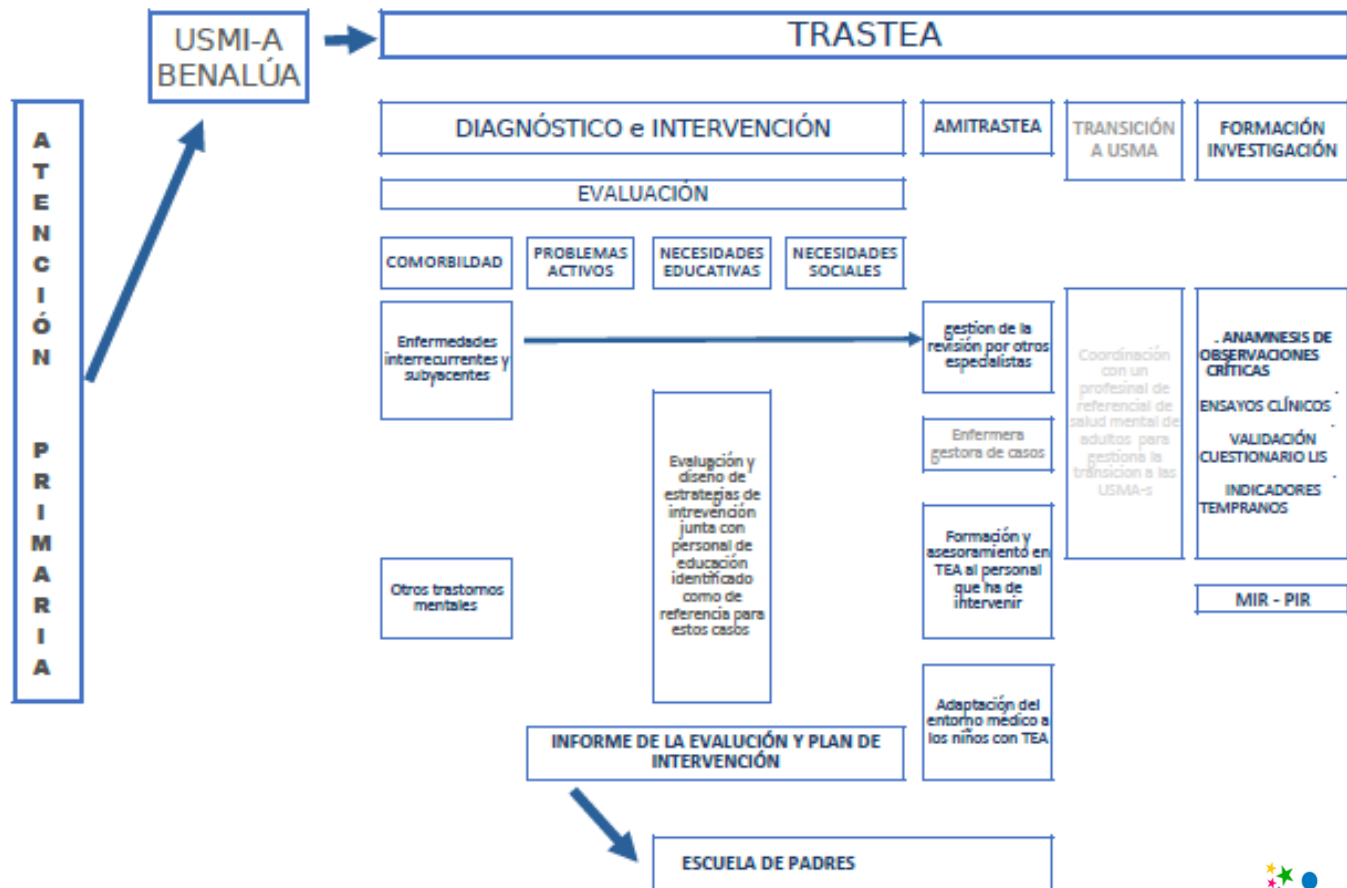 USMI-A
BENALÚA
TRASTEA
ATENCIÓN PRIMARIA
DIAGNÓSTICO e INTERVENCIÓN
AMITRASTEA
TRANSICIÓN
A USMA
FORMACIÓN
INVESTIGACIÓN
EVALUACIÓN
COMORBILDAD
PROBLEMAS
ACTIVOS
NECESIDADES
EDUCATIVAS
NECESIDADES
SOCIALES
Enfermedades
interrecurrentes y
subyacentes
gestion de la
revisión por otros
especialistas
Coordinación
con un
profesinal de
referencial de
salud mental de
adultos para
gestiona la
transicion a las
USMA-s
. ANAMNESIS DE
OBSERVACIONES
CRÍTICAS
.
ENSAYOS CLÍNICOS
.
VALIDACIÓN
CUESTIONARIO LIS
.
INDICADORES
TEMPRANOS
Enfermera
gestora de casos
Evaluación y
diseño de
estrategias de
intrevención
junta con
personal de
educación
identificado
como de
referencia para
estos casos
Formación y
asesoramiento en
TEA al personal
que ha de
intervenir
Otros trastornos
mentales
MIR - PIR
Adaptación del
entorno médico a
los niños con TEA
INFORME DE LA EVALUCIÓN Y PLAN DE
INTERVENCIÓN
ESCUELA DE PADRES